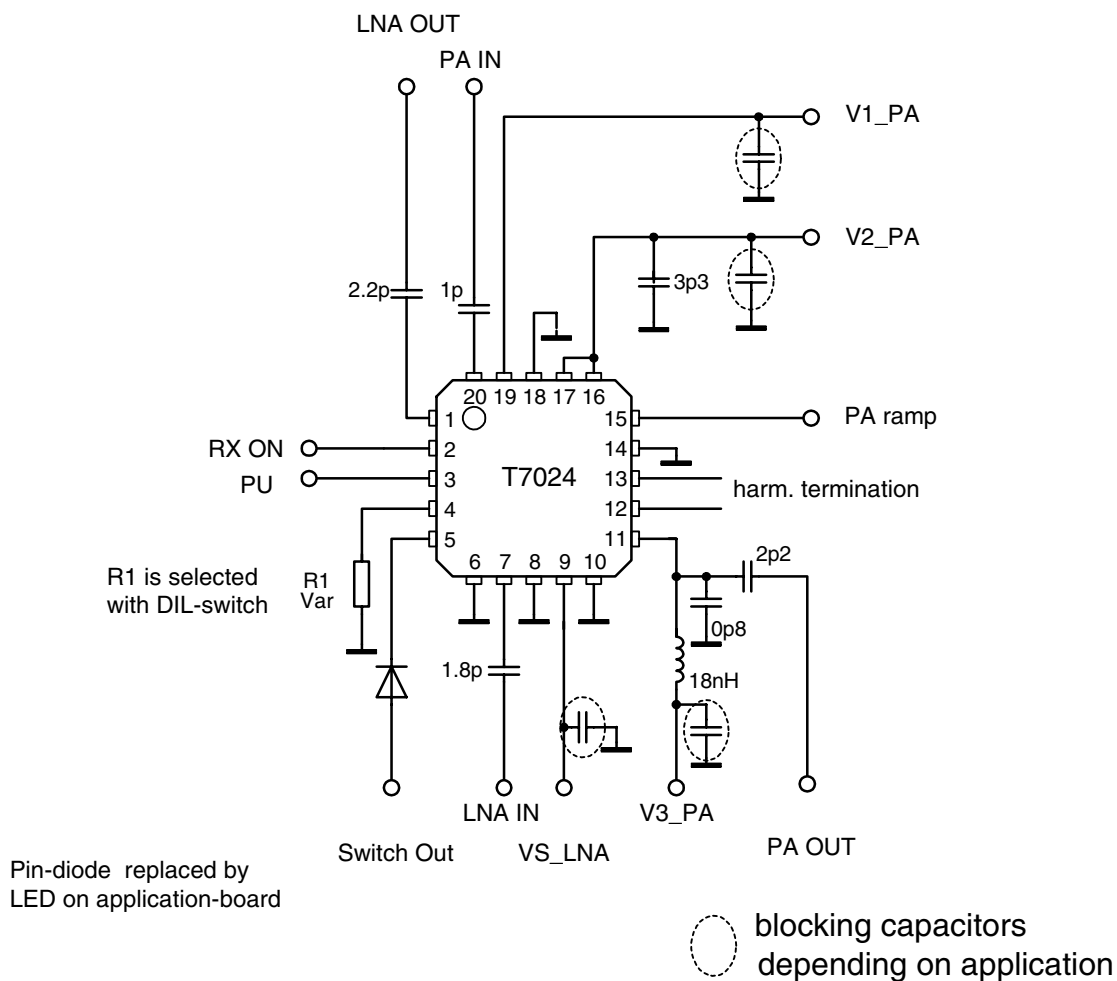 LNA OUT
PA IN
V1_PA
V2_PA
2.2p
1p
3p3
20 19 18 17 16
1
15
PA ramp
RX ON
2
14
PU
3
T7024
13
harm. termination
4
12
5
11
6 7 8 9 10
2p2
R1 is selected
with DIL-switch
R1
Var
0p8
1.8p
18nH
LNA IN
V3_PA
Switch Out
VS_LNA
PA OUT
Pin-diode replaced by
LED on application-board
blocking capacitors
depending on application